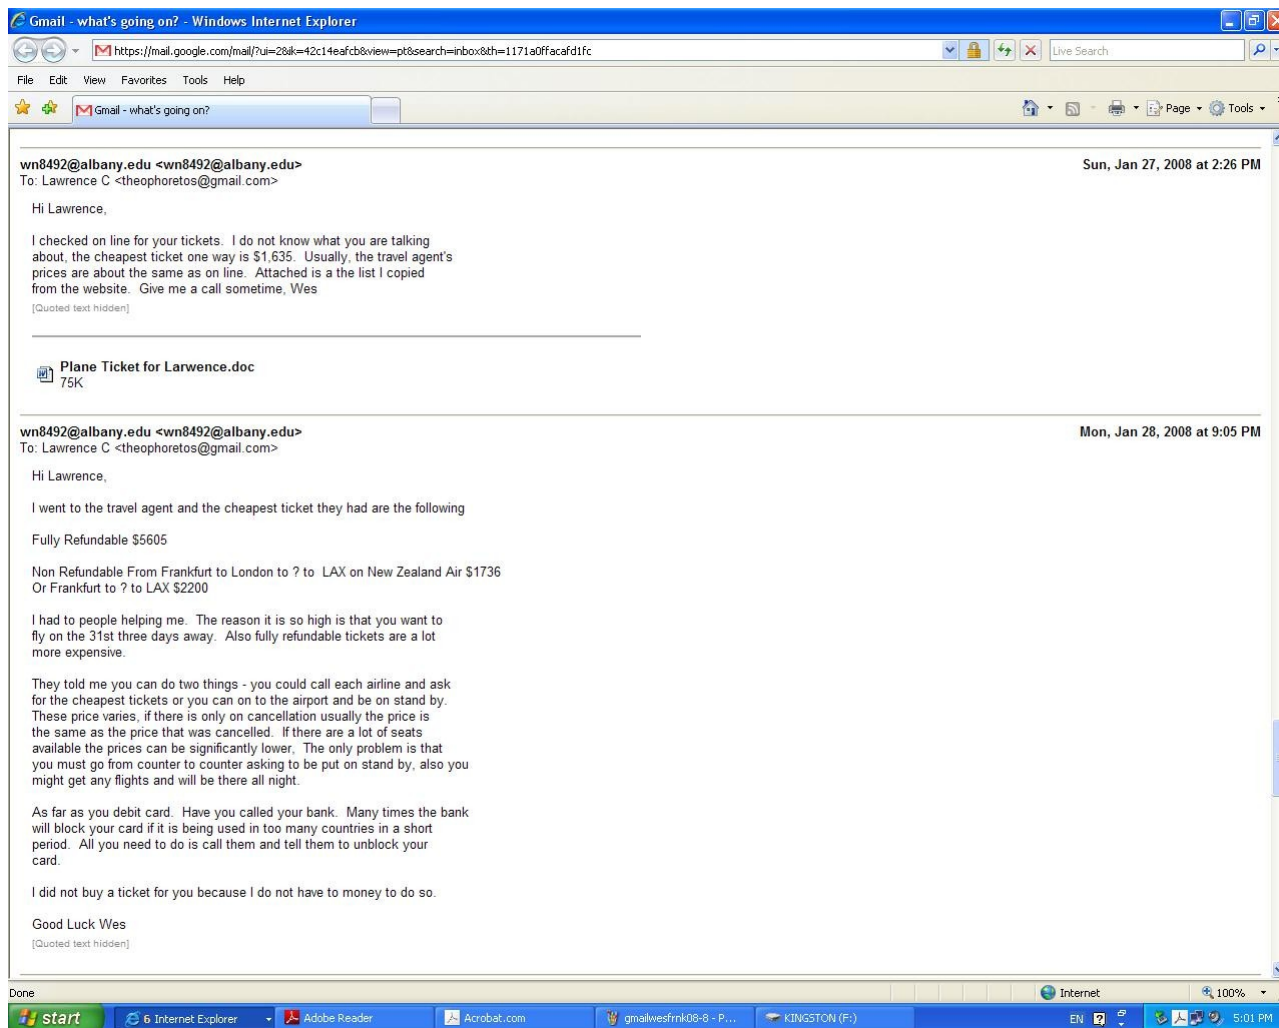 Gmail - what's going on? - Windows Internet Explorer
https://mail.google.com/mail/?ui=2&ik=42c14eafcb&view=pt&search=inbox&th=1171a0ffacafd1fc
Live Search
File Edit View Favorites Tools Help
Gmail - what's going on?
Page Tools
wn8492@albany.edu <wn8492@albany.edu>
Sun, Jan 27, 2008 at 2:26 PM
To: Lawrence C <theophoretos@gmail.com>
Hi Lawrence,
I checked on line for your tickets. I do not know what you are talking
about, the cheapest ticket one way is $1,635. Usually, the travel agent's
prices are about the same as on line. Attached is a the list I copied
from the website. Give me a call sometime, Wes
[Quoted text hidden]
Plane Ticket for Larwence.doc
75K
wn8492@albany.edu <wn8492@albany.edu>
Mon, Jan 28, 2008 at 9:05 PM
To: Lawrence C <theophoretos@gmail.com>
Hi Lawrence,
I went to the travel agent and the cheapest ticket they had are the following
Fully Refundable $5605
Non Refundable From Frankfurt to London to ? to LAX on New Zealand Air $1736
Or Frankfurt to ? to LAX $2200
I had to people helping me. The reason it is so high is that you want to
fly on the 31st three days away. Also fully refundable tickets are a lot
more expensive.
They told me you can do two things - you could call each airline and ask
for the cheapest tickets or you can on to the airport and be on stand by.
These price varies, if there is only on cancellation usually the price is
the same as the price that was cancelled. If there are a lot of seats
available the prices can be significantly lower, The only problem is that
you must go from counter to counter asking to be put on stand by, also you
might get any flights and will be there all night.
As far as you debit card. Have you called your bank. Many times the bank
will block your card if it is being used in too many countries in a short
period. All you need to do is call them and tell them to unblock your
card.
I did not buy a ticket for you because I do not have to money to do so.
Good Luck Wes
[Quoted text hidden]
Done
Internet
100%
start
6 Internet Explorer
Adobe Reader
Acrobat.com
gmailwesfrnk08-8 - P...
KINGSTON (F:)
EN
5:01 PM